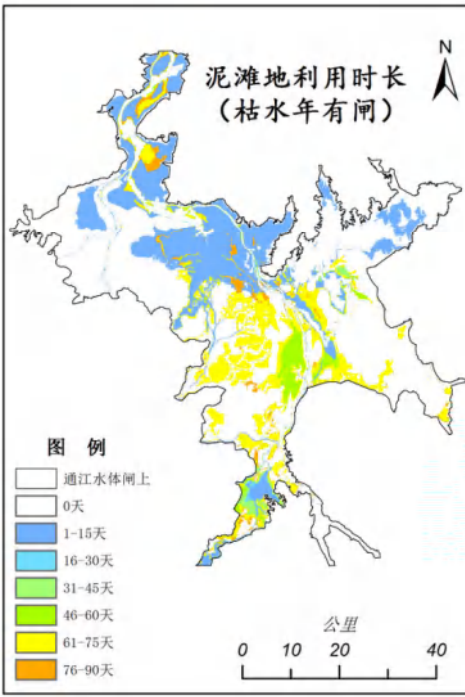 泥滩地利用时长
(枯水年有闸)
N
图 例
通江水体闸上
0天
1-15天
16-30天
31-45天
46-60天
61-75天
76-90天
公里
0 10 20 40